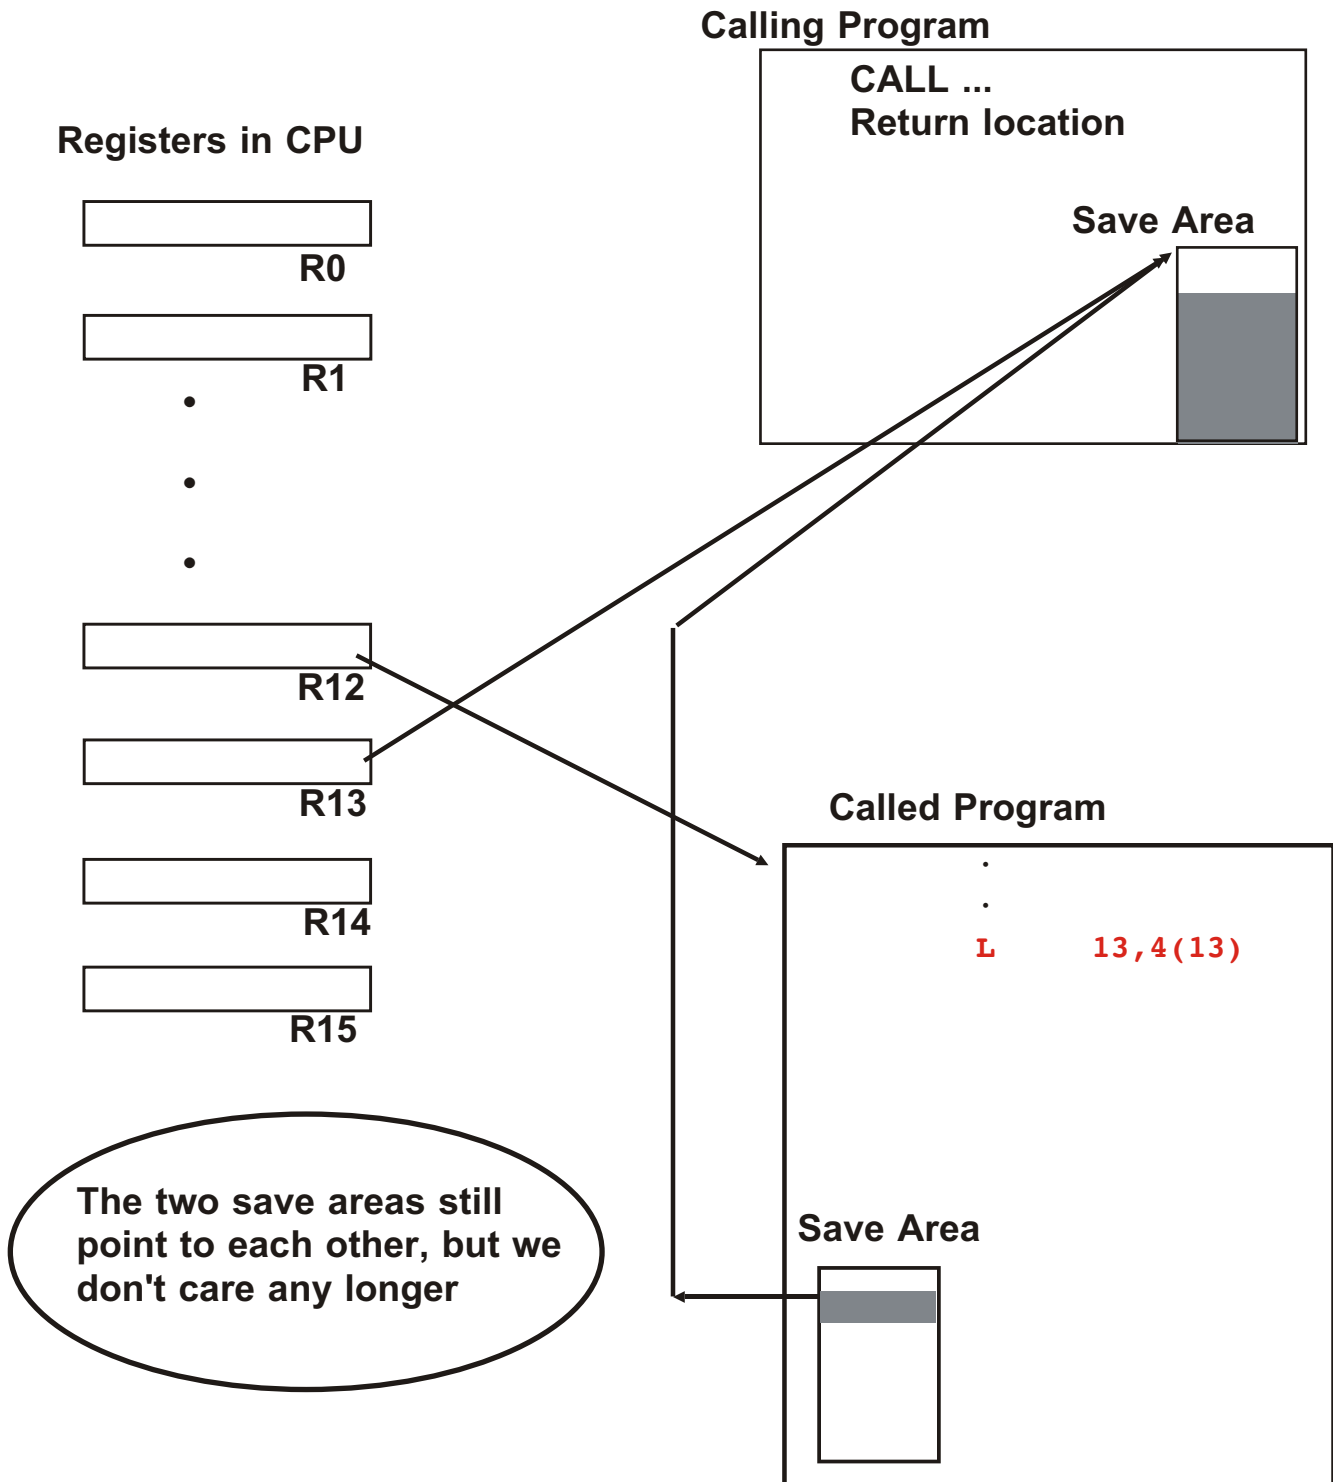 Calling Program
CALL ...
Return location
Registers in CPU
Save Area
R0
R1
.
.
.
R12
R13
Called Program
.
.
L 13,4(13)
R14
R15
The two save areas still
point to each other, but we
don't care any longer
Save Area